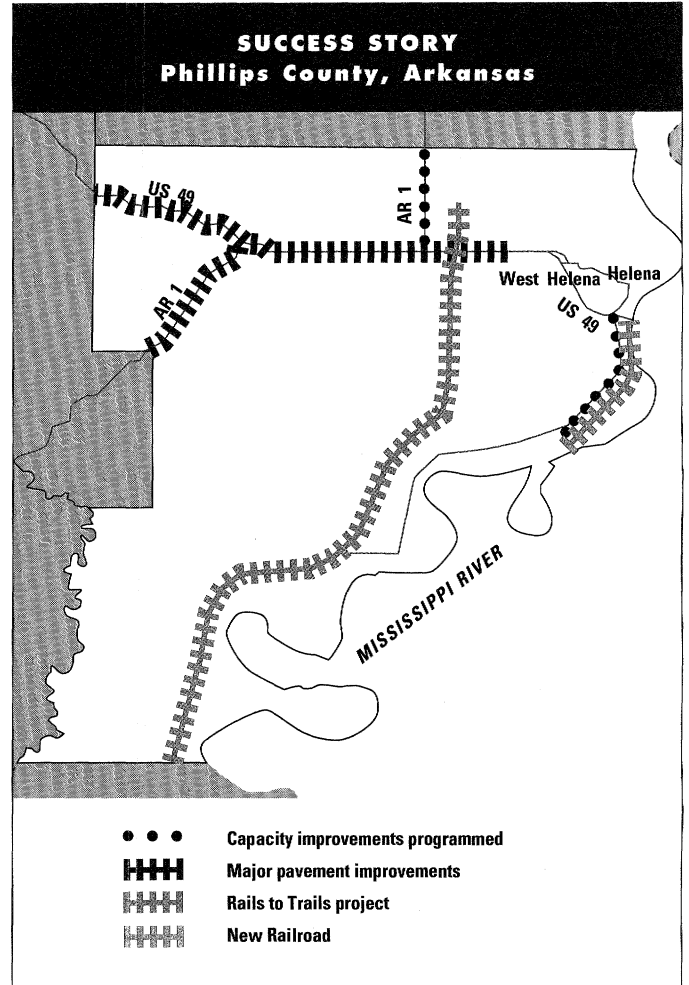 SUCCESS STORY
Phillips County, Arkansas
US 49
AR 1
AR 1
West Helena
Helena
US 49
MISSISSIPPI RIVER
Capacity improvements programmed
Major pavement improvements
Rails to Trails project
New Railroad